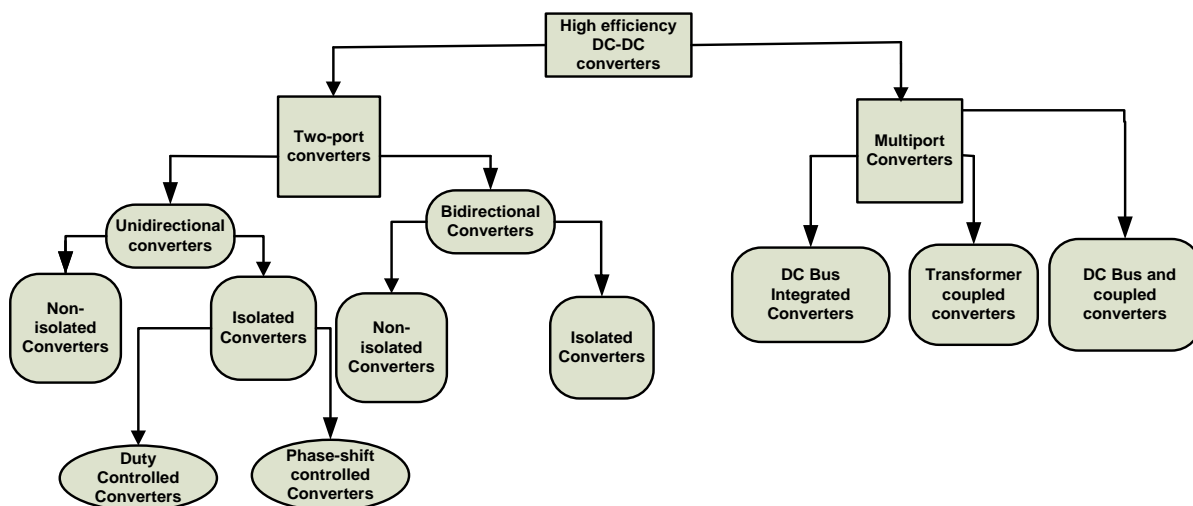 High efficiency
DC-DC
converters
Two-port
converters
Multiport
Converters
Unidirectional
converters
Bidirectional
Converters
Non-
isolated
Converters
Isolated
Converters
Non-
isolated
Converters
Isolated
Converters
DC Bus
Integrated
Converters
Transformer
coupled
converters
DC Bus and
coupled
converters
Duty
Controlled
Converters
Phase-shift
controlled
Converters